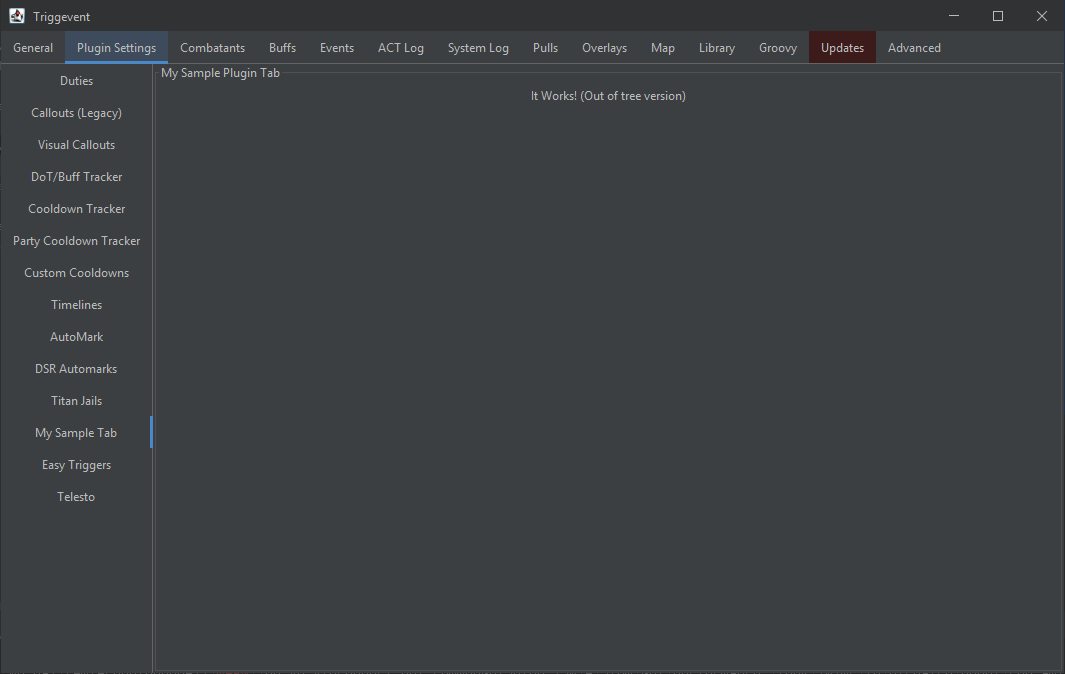 Triggevent
General Plugin Settings Combatants Buffs Events ACT Log System Log Pulls Overlays Map Library Groovy Updates Advanced
Duties
Callouts (Legacy)
Visual Callouts
DoT/Buff Tracker
Cooldown Tracker
Party Cooldown Tracker
Custom Cooldowns
Timelines
AutoMark
DSR Automarks
Titan Jails
My Sample Tab
Easy Triggers
Telesto
My Sample Plugin Tab
It Works! (Out of tree version)